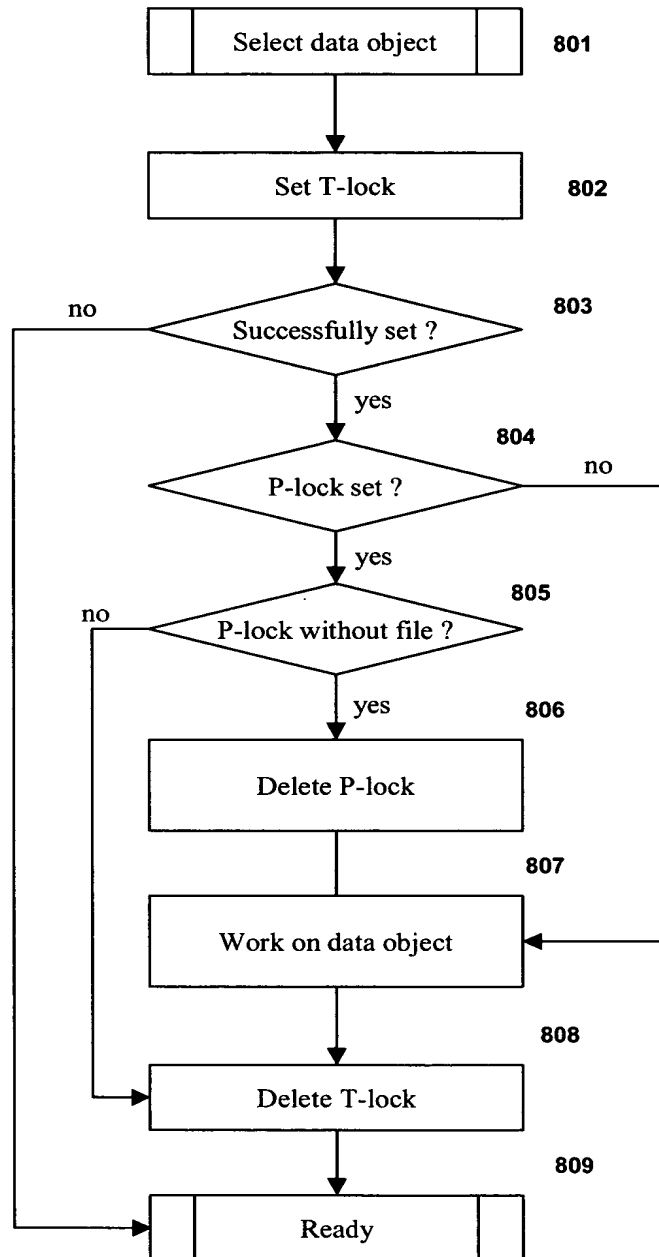 Select data object
801
Set T-lock
802
803
no
Successfully set ?
yes
804
P-lock set ?
no
yes
805
no
P-lock without file ?
yes
806
Delete P-lock
807
Work on data object
808
Delete T-lock
809
Ready